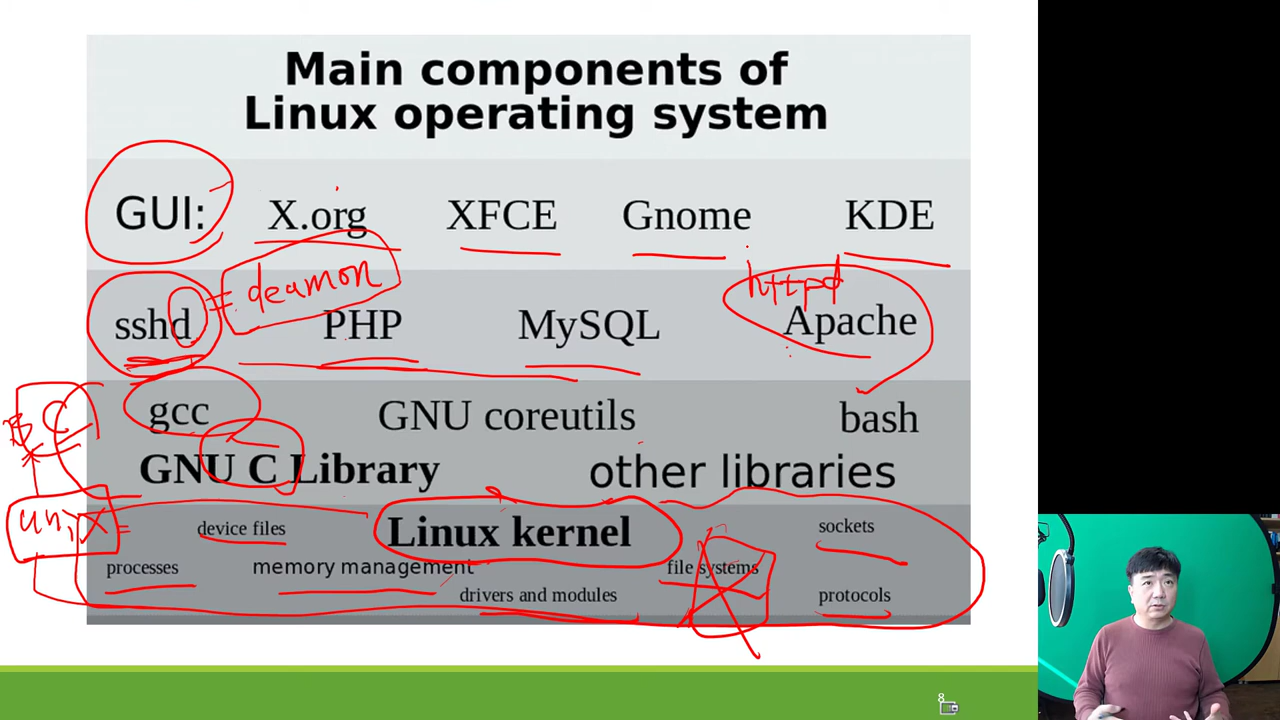 Main components of
Linux operating system
GUI: X.org XFCE Gnome KDE
= deamon
httpd
sshd PHP MySQL Apache
gcc GNU coreutils bash
B C
GNU C Library other libraries
unix =
device files Linux kernel sockets
processes memory management file systems
drivers and modules protocols
8